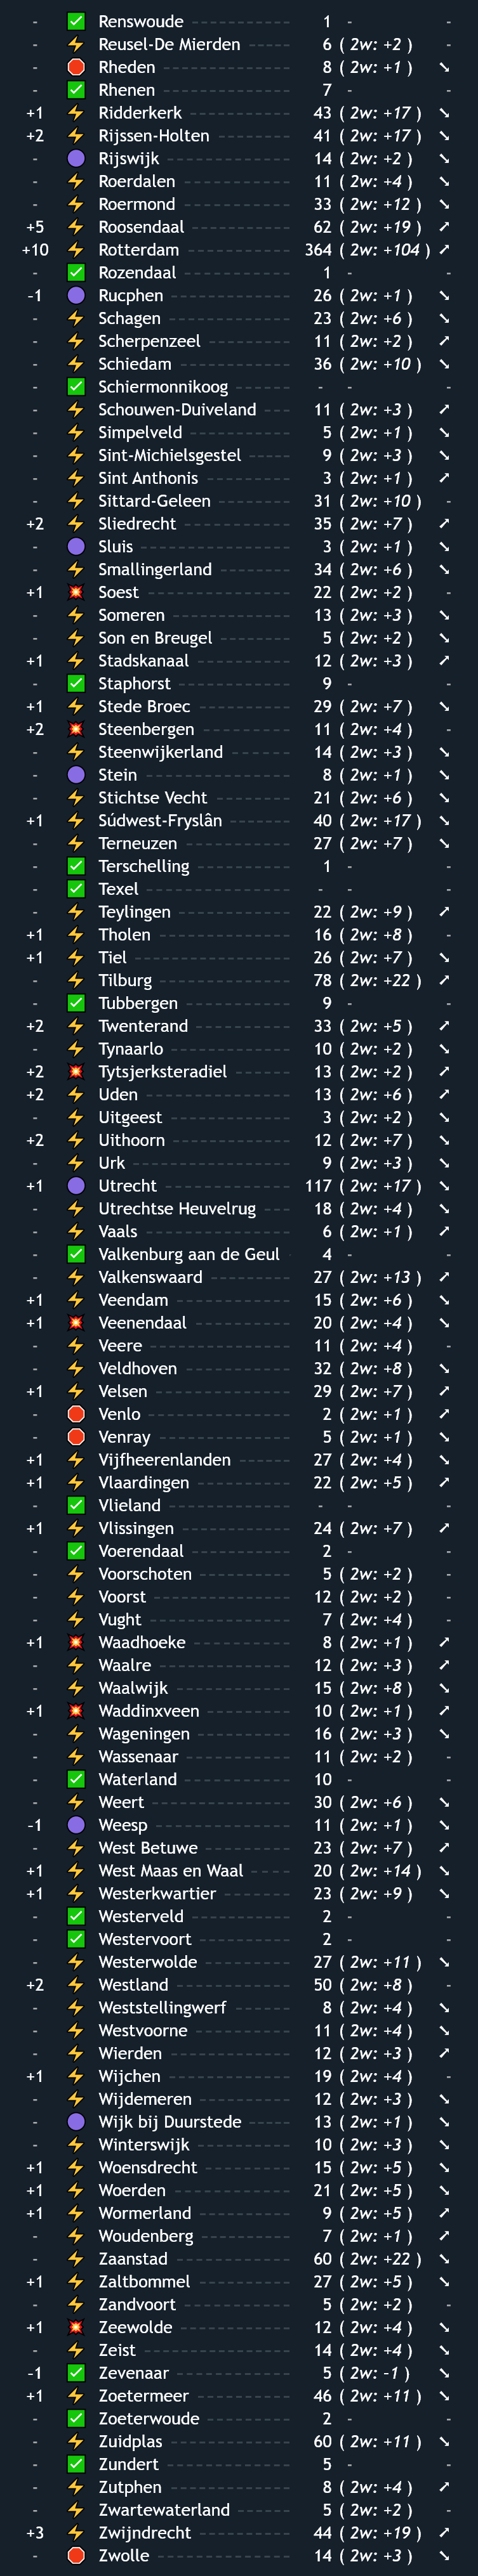 - ✅ Renswoude 1 - -
- ⚡ Reusel-De Mierden 6 ( 2w: +2 ) -
- 🛑 Rheden 8 ( 2w: +1 ) ➘
- ✅ Rhenen 7 - -
+1 ⚡ Ridderkerk 43 ( 2w: +17 ) ➘
+2 ⚡ Rijssen-Holten 41 ( 2w: +17 ) ➘
- 🟣 Rijswijk 14 ( 2w: +2 ) ➘
- ⚡ Roerdalen 11 ( 2w: +4 ) ➘
- ⚡ Roermond 33 ( 2w: +12 ) ➘
+5 ⚡ Roosendaal 62 ( 2w: +19 ) ➚
+10 ⚡ Rotterdam 364 ( 2w: +104 ) ➚
- ✅ Rozendaal 1 - -
-1 🟣 Rucphen 26 ( 2w: +1 ) ➘
- ⚡ Schagen 23 ( 2w: +6 ) ➘
- ⚡ Scherpenzeel 11 ( 2w: +2 ) ➚
- ⚡ Schiedam 36 ( 2w: +10 ) ➘
- ✅ Schiermonnikoog - - -
- ⚡ Schouwen-Duiveland 11 ( 2w: +3 ) ➚
- ⚡ Simpelveld 5 ( 2w: +1 ) ➘
- ⚡ Sint-Michielsgestel 9 ( 2w: +3 ) ➘
- ⚡ Sint Anthonis 3 ( 2w: +1 ) ➚
- ⚡ Sittard-Geleen 31 ( 2w: +10 ) -
+2 ⚡ Sliedrecht 35 ( 2w: +7 ) ➚
- 🟣 Sluis 3 ( 2w: +1 ) ➘
- ⚡ Smallingerland 34 ( 2w: +6 ) ➘
+1 💥 Soest 22 ( 2w: +2 ) -
- ⚡ Someren 13 ( 2w: +3 ) ➘
- ⚡ Son en Breugel 5 ( 2w: +2 ) ➘
+1 ⚡ Stadskanaal 12 ( 2w: +3 ) ➚
- ✅ Staphorst 9 - -
+1 ⚡ Stede Broec 29 ( 2w: +7 ) ➘
+2 💥 Steenbergen 11 ( 2w: +4 ) -
- ⚡ Steenwijkerland 14 ( 2w: +3 ) ➘
- 🟣 Stein 8 ( 2w: +1 ) ➘
- ⚡ Stichtse Vecht 21 ( 2w: +6 ) ➘
+1 ⚡ Súdwest-Fryslân 40 ( 2w: +17 ) ➘
- ⚡ Terneuzen 27 ( 2w: +7 ) ➘
- ✅ Terschelling 1 - -
- ✅ Texel - - -
- ⚡ Teylingen 22 ( 2w: +9 ) ➚
+1 ⚡ Tholen 16 ( 2w: +8 ) -
+1 ⚡ Tiel 26 ( 2w: +7 ) ➘
- ⚡ Tilburg 78 ( 2w: +22 ) ➚
- ✅ Tubbergen 9 - -
+2 ⚡ Twenterand 33 ( 2w: +5 ) ➚
- ⚡ Tynaarlo 10 ( 2w: +2 ) ➘
+2 💥 Tytsjerksteradiel 13 ( 2w: +2 ) ➚
+2 ⚡ Uden 13 ( 2w: +6 ) ➚
- ⚡ Uitgeest 3 ( 2w: +2 ) ➘
+2 ⚡ Uithoorn 12 ( 2w: +7 ) ➘
- ⚡ Urk 9 ( 2w: +3 ) ➘
+1 🟣 Utrecht 117 ( 2w: +17 ) ➘
- ⚡ Utrechtse Heuvelrug 18 ( 2w: +4 ) ➘
- ⚡ Vaals 6 ( 2w: +1 ) ➚
- ✅ Valkenburg aan de Geul 4 - -
- ⚡ Valkenswaard 27 ( 2w: +13 ) ➚
+1 ⚡ Veendam 15 ( 2w: +6 ) ➘
+1 💥 Veenendaal 20 ( 2w: +4 ) ➘
- ⚡ Veere 11 ( 2w: +4 ) -
- ⚡ Veldhoven 32 ( 2w: +8 ) ➘
+1 ⚡ Velsen 29 ( 2w: +7 ) ➚
- 🛑 Venlo 2 ( 2w: +1 ) ➚
- 🛑 Venray 5 ( 2w: +1 ) ➘
+1 ⚡ Vijfheerenlanden 27 ( 2w: +4 ) ➘
+1 ⚡ Vlaardingen 22 ( 2w: +5 ) ➚
- ✅ Vlieland - - -
+1 ⚡ Vlissingen 24 ( 2w: +7 ) ➚
- ✅ Voerendaal 2 - -
- ⚡ Voorschoten 5 ( 2w: +2 ) -
- ⚡ Voorst 12 ( 2w: +2 ) -
- ⚡ Vught 7 ( 2w: +4 ) -
+1 💥 Waadhoeke 8 ( 2w: +1 ) ➚
- ⚡ Waalre 12 ( 2w: +3 ) ➚
- ⚡ Waalwijk 15 ( 2w: +8 ) ➘
+1 💥 Waddinxveen 10 ( 2w: +1 ) ➚
- ⚡ Wageningen 16 ( 2w: +3 ) ➘
- ⚡ Wassenaar 11 ( 2w: +2 ) -
- ✅ Waterland 10 - -
- ⚡ Weert 30 ( 2w: +6 ) ➘
-1 🟣 Weesp 11 ( 2w: +1 ) ➘
- ⚡ West Betuwe 23 ( 2w: +7 ) ➚
+1 ⚡ West Maas en Waal 20 ( 2w: +14 ) ➘
+1 ⚡ Westerkwartier 23 ( 2w: +9 ) ➘
- ✅ Westerveld 2 - -
- ✅ Westervoort 2 - -
- ⚡ Westerwolde 27 ( 2w: +11 ) ➘
+2 ⚡ Westland 50 ( 2w: +8 ) -
- ⚡ Weststellingwerf 8 ( 2w: +4 ) ➘
- ⚡ Westvoorne 11 ( 2w: +4 ) ➘
- ⚡ Wierden 12 ( 2w: +3 ) ➚
+1 ⚡ Wijchen 19 ( 2w: +4 ) -
- ⚡ Wijdemeren 12 ( 2w: +3 ) ➘
- 🟣 Wijk bij Duurstede 13 ( 2w: +1 ) ➘
- ⚡ Winterswijk 10 ( 2w: +3 ) ➘
+1 ⚡ Woensdrecht 15 ( 2w: +5 ) ➘
+1 ⚡ Woerden 21 ( 2w: +5 ) ➘
+1 ⚡ Wormerland 9 ( 2w: +5 ) ➚
- ⚡ Woudenberg 7 ( 2w: +1 ) ➚
- ⚡ Zaanstad 60 ( 2w: +22 ) ➘
+1 ⚡ Zaltbommel 27 ( 2w: +5 ) ➘
- ⚡ Zandvoort 5 ( 2w: +2 ) -
+1 💥 Zeewolde 12 ( 2w: +4 ) ➘
- ⚡ Zeist 14 ( 2w: +4 ) ➘
-1 ✅ Zevenaar 5 ( 2w: -1 ) ➘
+1 ⚡ Zoetermeer 46 ( 2w: +11 ) ➘
- ✅ Zoeterwoude 2 - -
- ⚡ Zuidplas 60 ( 2w: +11 ) ➘
- ✅ Zundert 5 - -
- ⚡ Zutphen 8 ( 2w: +4 ) ➚
- ⚡ Zwartewaterland 5 ( 2w: +2 ) -
+3 ⚡ Zwijndrecht 44 ( 2w: +19 ) ➚
- 🛑 Zwolle 14 ( 2w: +3 ) ➘